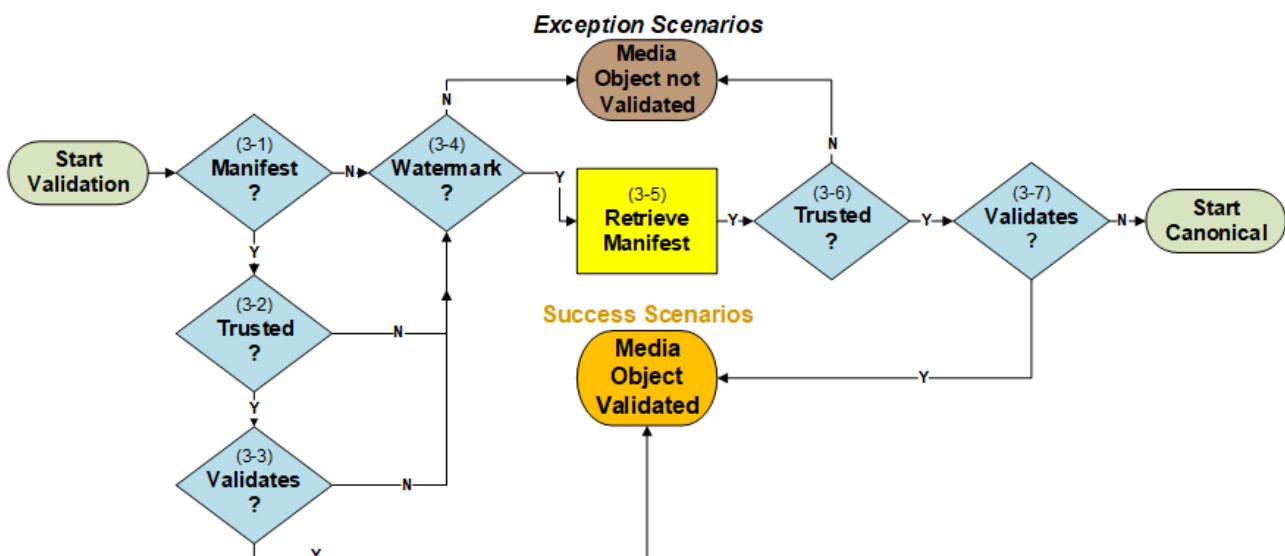 Exception Scenarios
Media
Object not
Validated
N
N
Start
Validation
(3-1)
Manifest
?
N
(3-4)
Watermark
?
Y
(3-5)
Retrieve
Manifest
Y
(3-6)
Trusted
?
N
Y
(3-7)
Validates
?
N
Start
Canonical
Y
(3-2)
Trusted
?
N
Success Scenarios
Media
Object
Validated
Y
Y
(3-3)
Validates
?
N
Y